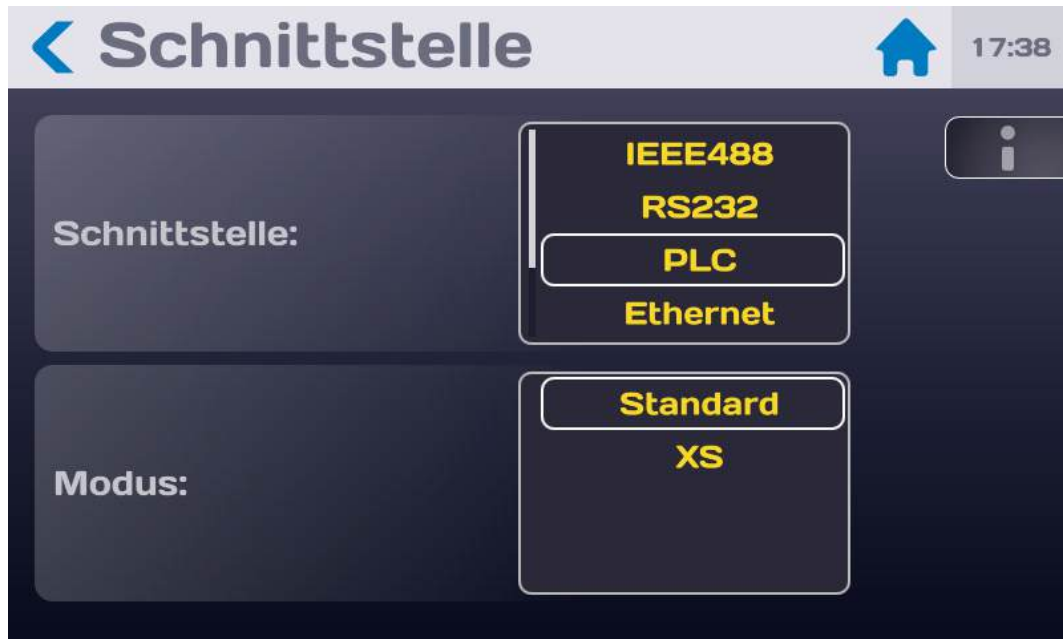 Schnittstelle
17:38
Schnittstelle:
IEEE488
RS232
PLC
Ethernet
Modus:
Standard
XS